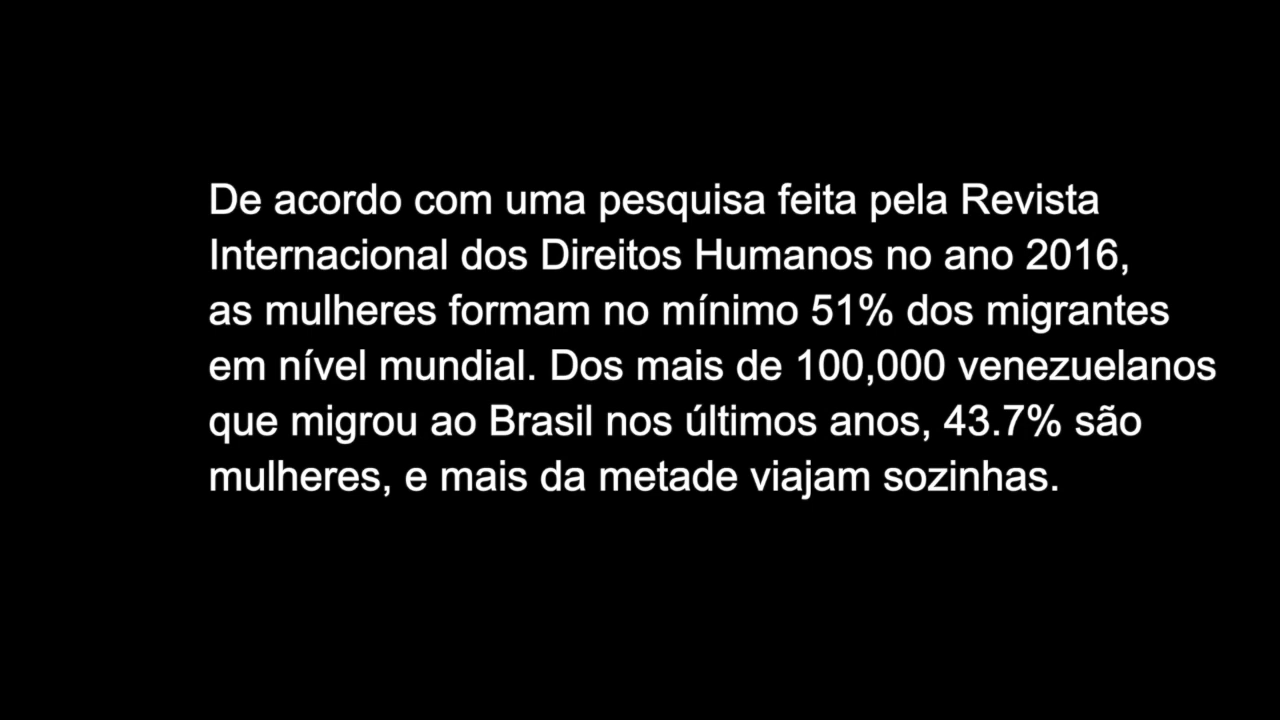 De acordo com uma pesquisa feita pela Revista
Internacional dos Direitos Humanos no ano 2016,
as mulheres formam no mínimo 51% dos migrantes
em nível mundial. Dos mais de 100,000 venezuelanos
que migrou ao Brasil nos últimos anos, 43.7% são
mulheres, e mais da metade viajam sozinhas.